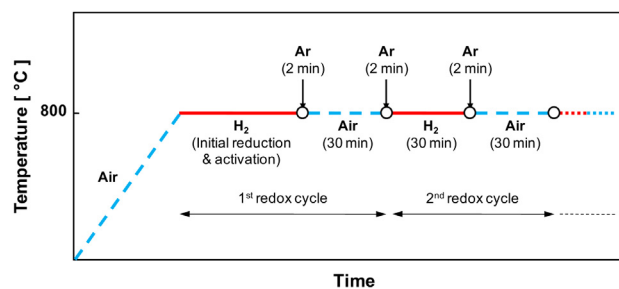 Temperature [ °C]
800
Air
Ar
(2 min)
Ar
(2 min)
Ar
(2 min)
H₂
(Initial reduction
& activation)
Air
(30 min)
H₂
(30 min)
Air
(30 min)
1ˢᵗ redox cycle
2ⁿᵈ redox cycle
Time